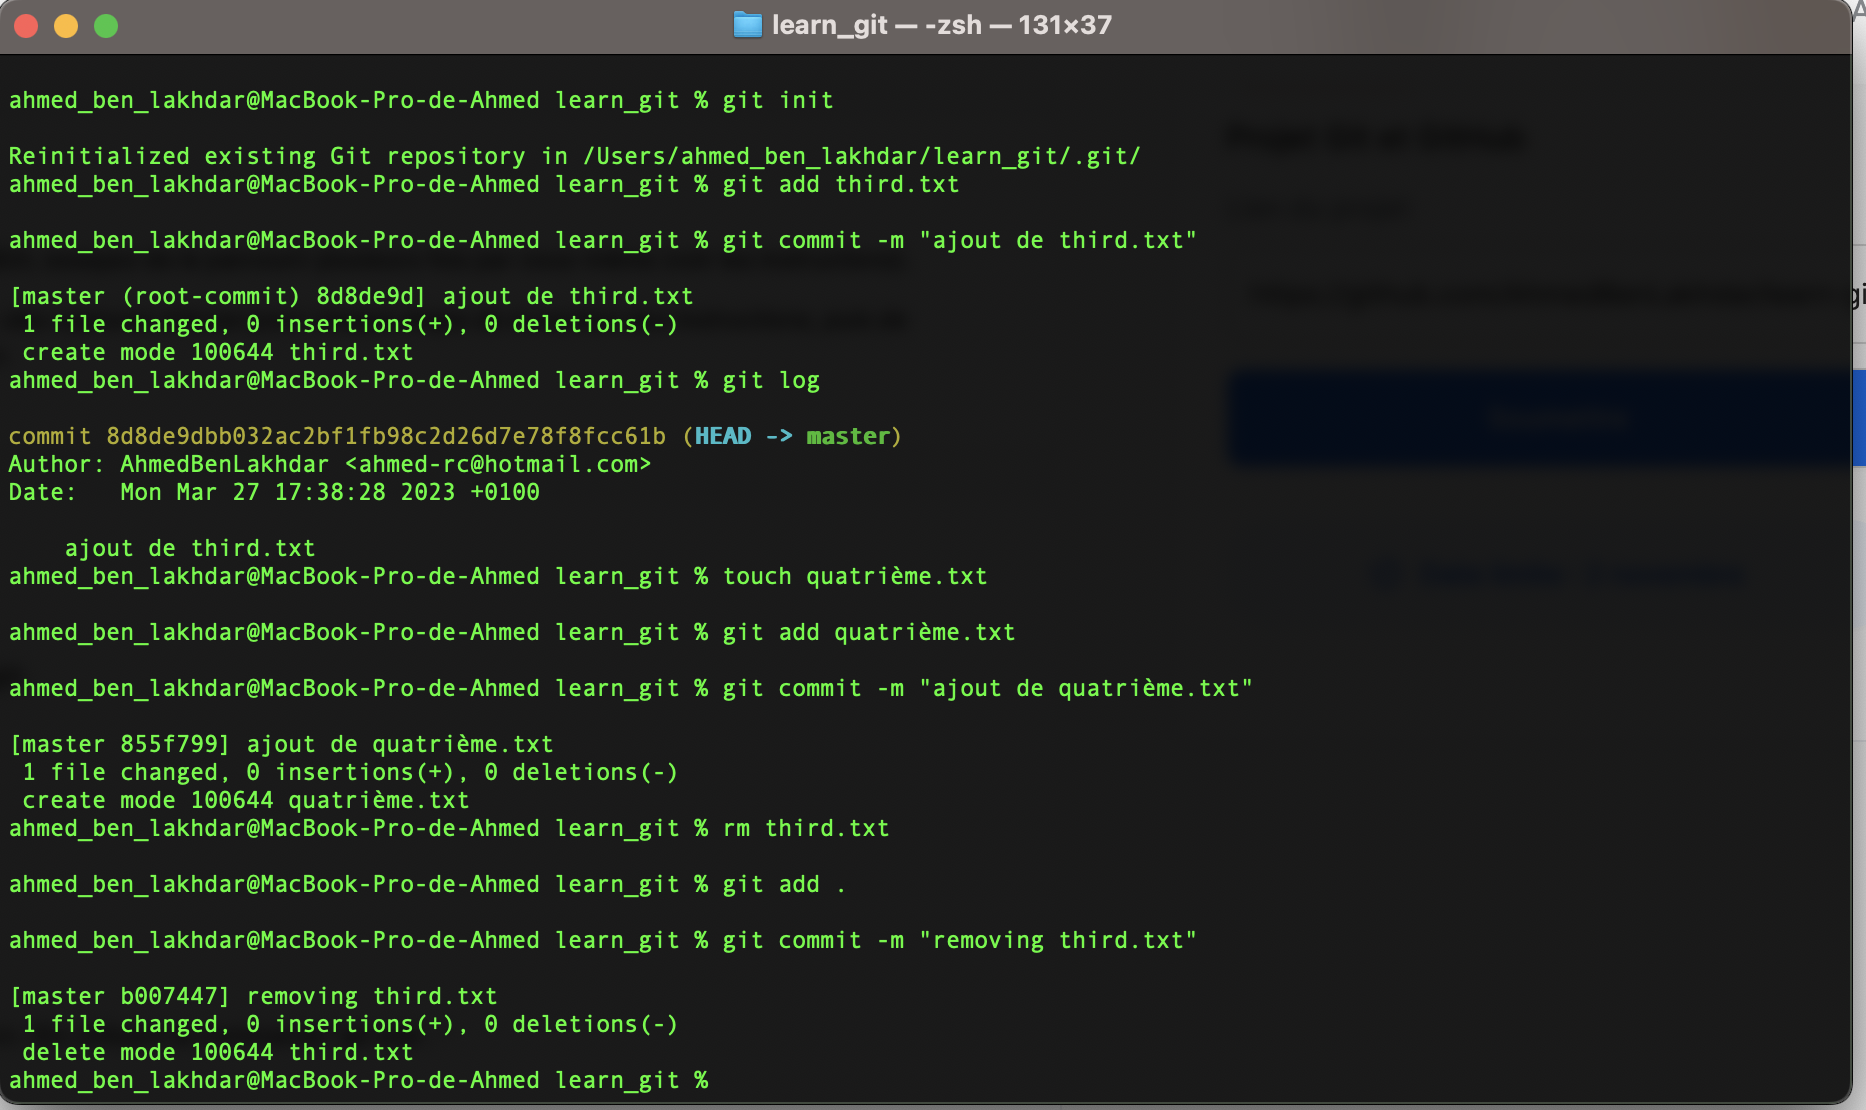 learn_git — -zsh — 131×37
ahmed_ben_lakhdar@MacBook-Pro-de-Ahmed learn_git % git init
Reinitialized existing Git repository in /Users/ahmed_ben_lakhdar/learn_git/.git/
ahmed_ben_lakhdar@MacBook-Pro-de-Ahmed learn_git % git add third.txt
ahmed_ben_lakhdar@MacBook-Pro-de-Ahmed learn_git % git commit -m "ajout de third.txt"
[master (root-commit) 8d8de9d] ajout de third.txt
 1 file changed, 0 insertions(+), 0 deletions(-)
 create mode 100644 third.txt
ahmed_ben_lakhdar@MacBook-Pro-de-Ahmed learn_git % git log
commit 8d8de9dbb032ac2bf1fb98c2d26d7e78f8fcc61b (HEAD -> master)
Author: AhmedBenLakhdar <ahmed-rc@hotmail.com>
Date:   Mon Mar 27 17:38:28 2023 +0100
    ajout de third.txt
ahmed_ben_lakhdar@MacBook-Pro-de-Ahmed learn_git % touch quatrième.txt
ahmed_ben_lakhdar@MacBook-Pro-de-Ahmed learn_git % git add quatrième.txt
ahmed_ben_lakhdar@MacBook-Pro-de-Ahmed learn_git % git commit -m "ajout de quatrième.txt"
[master 855f799] ajout de quatrième.txt
 1 file changed, 0 insertions(+), 0 deletions(-)
 create mode 100644 quatrième.txt
ahmed_ben_lakhdar@MacBook-Pro-de-Ahmed learn_git % rm third.txt
ahmed_ben_lakhdar@MacBook-Pro-de-Ahmed learn_git % git add .
ahmed_ben_lakhdar@MacBook-Pro-de-Ahmed learn_git % git commit -m "removing third.txt"
[master b007447] removing third.txt
 1 file changed, 0 insertions(+), 0 deletions(-)
 delete mode 100644 third.txt
ahmed_ben_lakhdar@MacBook-Pro-de-Ahmed learn_git %